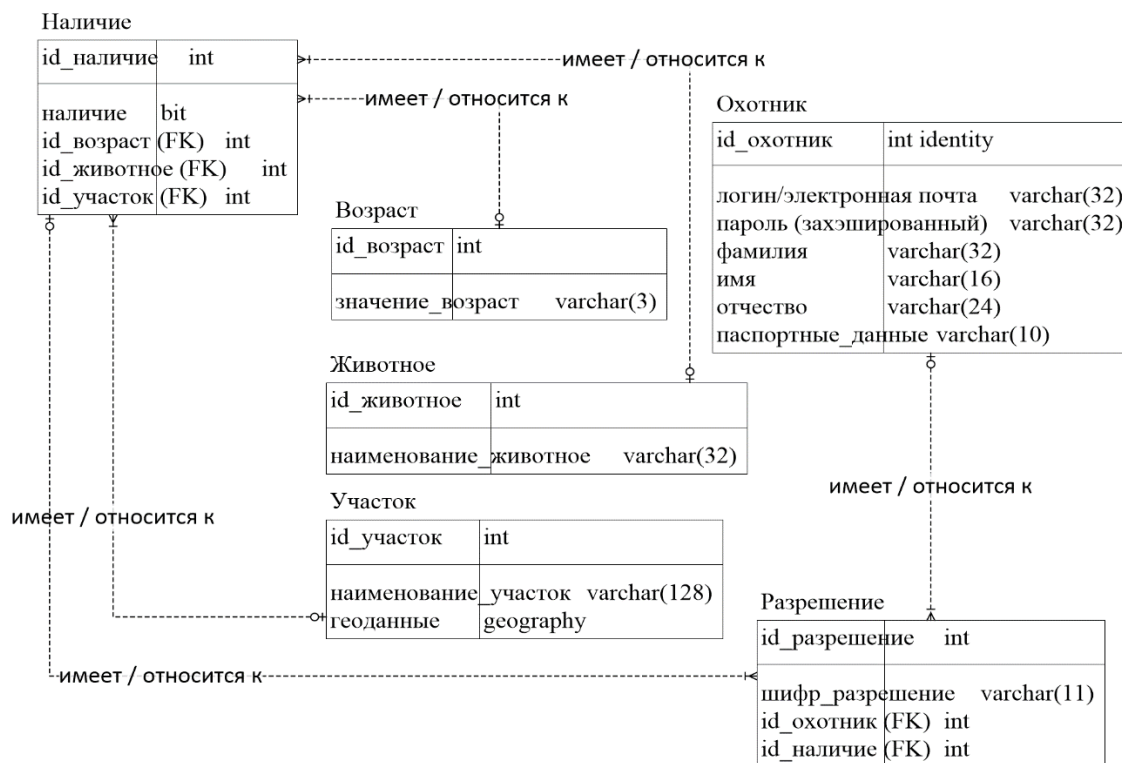 Наличие
id_наличие int
наличие bit
id_возраст (FK) int
id_животное (FK) int
id_участок (FK) int
имеет / относится к
имеет / относится к
Охотник
id_охотник int identity
логин/электронная почта varchar(32)
пароль (захэшированный) varchar(32)
фамилия varchar(32)
имя varchar(16)
отчество varchar(24)
паспортные_данные varchar(10)
Возраст
id_возраст int
значение_возраст varchar(3)
Животное
id_животное int
наименование_животное varchar(32)
имеет / относится к
имеет / относится к
Участок
id_участок int
наименование_участок varchar(128)
геоданные geography
имеет / относится к
Разрешение
id_разрешение int
шифр_разрешение varchar(11)
id_охотник (FK) int
id_наличие (FK) int